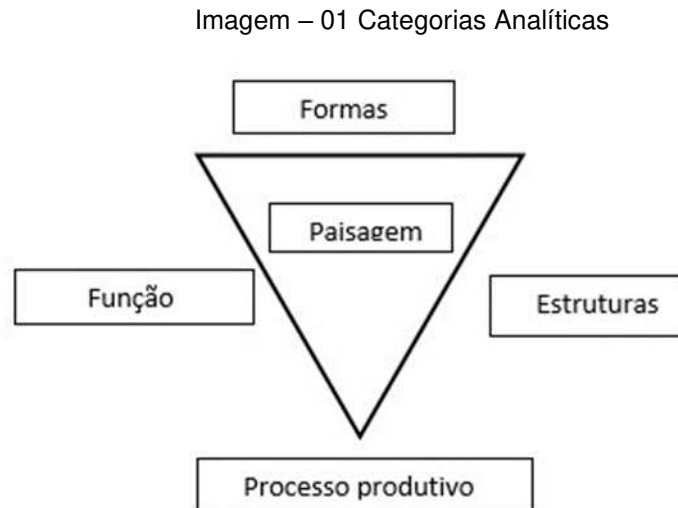 Imagem – 01 Categorias Analíticas
Formas
Paisagem
Função
Estruturas
Processo produtivo